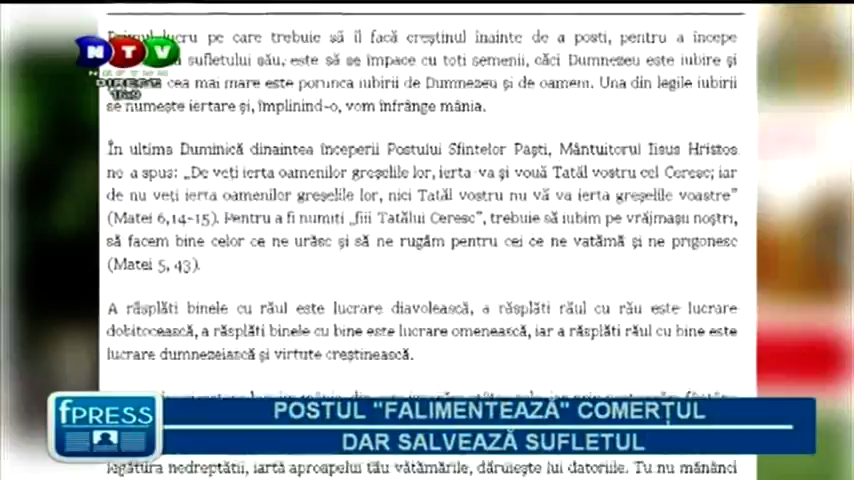 Primul lucru pe care trebuie să îl facă creștinul înainte de a posti, pentru a începe
NTV
sufletului său, este să se împace cu toți semenii, căci Dumnezeu este iubire și
NEPTUN
DIRECT
cea mai mare este porunca iubirii de Dumnezeu și de oameni. Una din legile iubirii
16:9
se numește iertare și, împlinind-o, vom înfrânge mânia.
În ultima Duminică dinaintea începerii Postului Sfintelor Paști, Mântuitorul Iisus Hristos
ne-a spus: „De veți ierta oamenilor greșelile lor, ierta-va și vouă Tatăl vostru cel Ceresc; iar
de nu veți ierta oamenilor greșelile lor, nici Tatăl vostru nu vă va ierta greșelile voastre"
(Matei 6,14-15). Pentru a fi numiți „fiii Tatălui Ceresc", trebuie să iubim pe vrăjmașii noștri,
să facem bine celor ce ne urăsc și să ne rugăm pentru cei ce ne vatămă și ne prigonesc
(Matei 5, 43).
A răsplăti binele cu răul este lucrare diavolească, a răsplăti răul cu rău este lucrare
dobitocească, a răsplăti binele cu bine este lucrare omenească, iar a răsplăti răul cu bine este
lucrare dumnezeiască și virtute creștinească.
fPRESS
POSTUL "FALIMENTEAZĂ" COMERȚUL
DAR SALVEAZĂ SUFLETUL
legătura nedreptății, iartă aproapelui tău vătămările, dăruiește lui datoriile. Tu nu mănânci